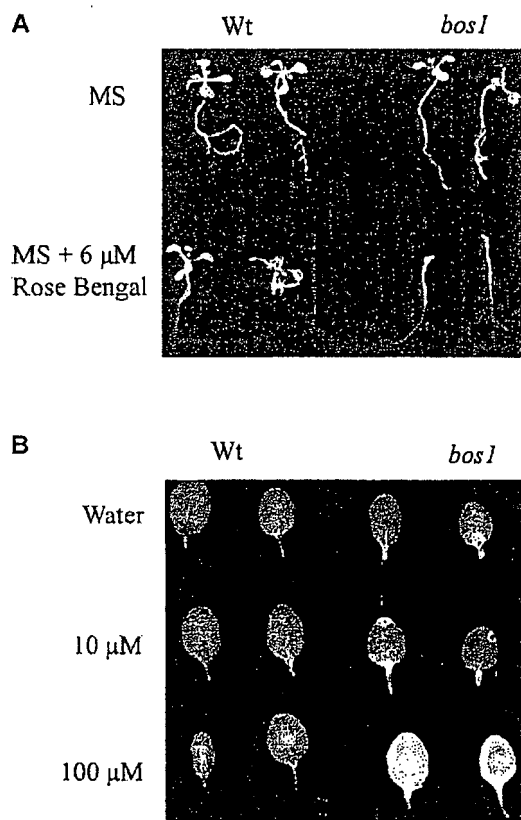 A
Wt bos1
MS
MS + 6 µM
Rose Bengal
B
Wt bos1
Water
10 µM
100 µM